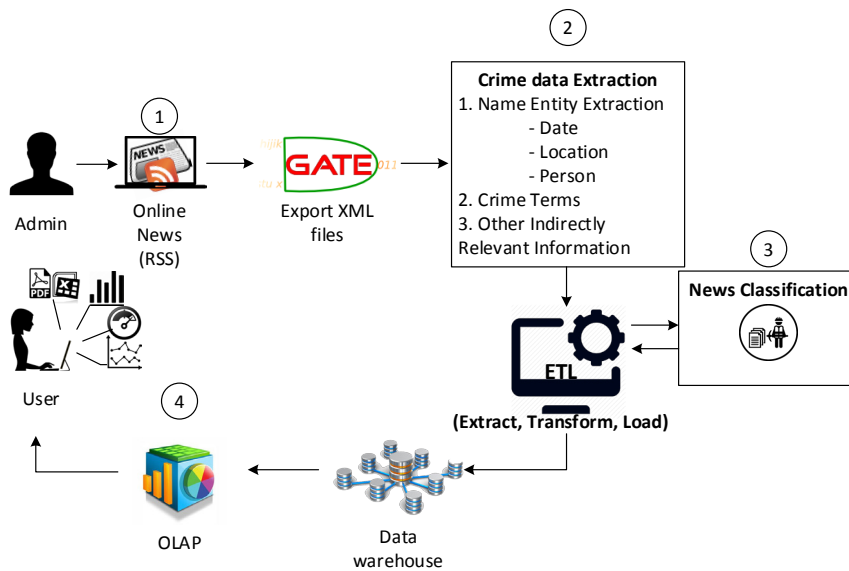 2
1
Crime data Extraction
1. Name Entity Extraction
- Date
- Location
- Person
2. Crime Terms
3. Other Indirectly
Relevant Information
NEWS
GATE
011
Admin
Online
News
(RSS)
Export XML
files
3
News Classification
PDF
X
ETL
(Extract, Transform, Load)
User
4
OLAP
Data
warehouse